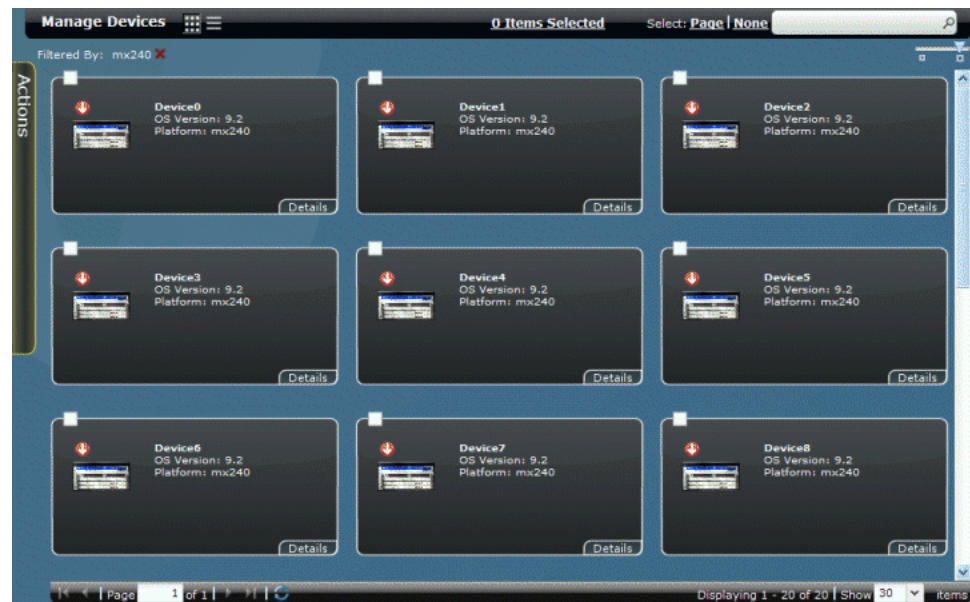 Manage Devices
0 Items Selected
Select: Page | None
Filtered By: mx240
Actions
Device0
OS Version: 9.2
Platform: mx240
Details
Device1
OS Version: 9.2
Platform: mx240
Details
Device2
OS Version: 9.2
Platform: mx240
Details
Device3
OS Version: 9.2
Platform: mx240
Details
Device4
OS Version: 9.2
Platform: mx240
Details
Device5
OS Version: 9.2
Platform: mx240
Details
Device6
OS Version: 9.2
Platform: mx240
Details
Device7
OS Version: 9.2
Platform: mx240
Details
Device8
OS Version: 9.2
Platform: mx240
Details
Page 1 of 1
Displaying 1 - 20 of 20 | Show 30 items